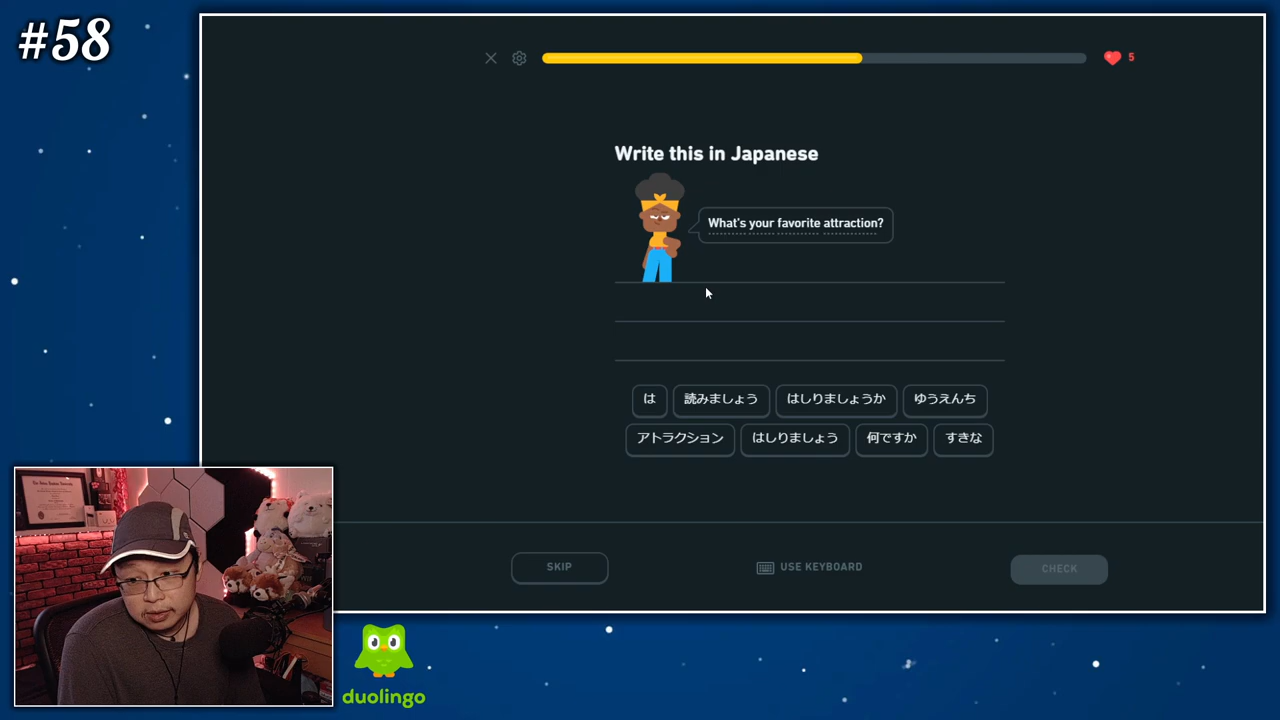 #58
5
Write this in Japanese
What's your favorite attraction?
は 読みましょう はしりましょうか ゆうえんち
アトラクション はしりましょう 何ですか すきな
SKIP
USE KEYBOARD
CHECK
duolingo